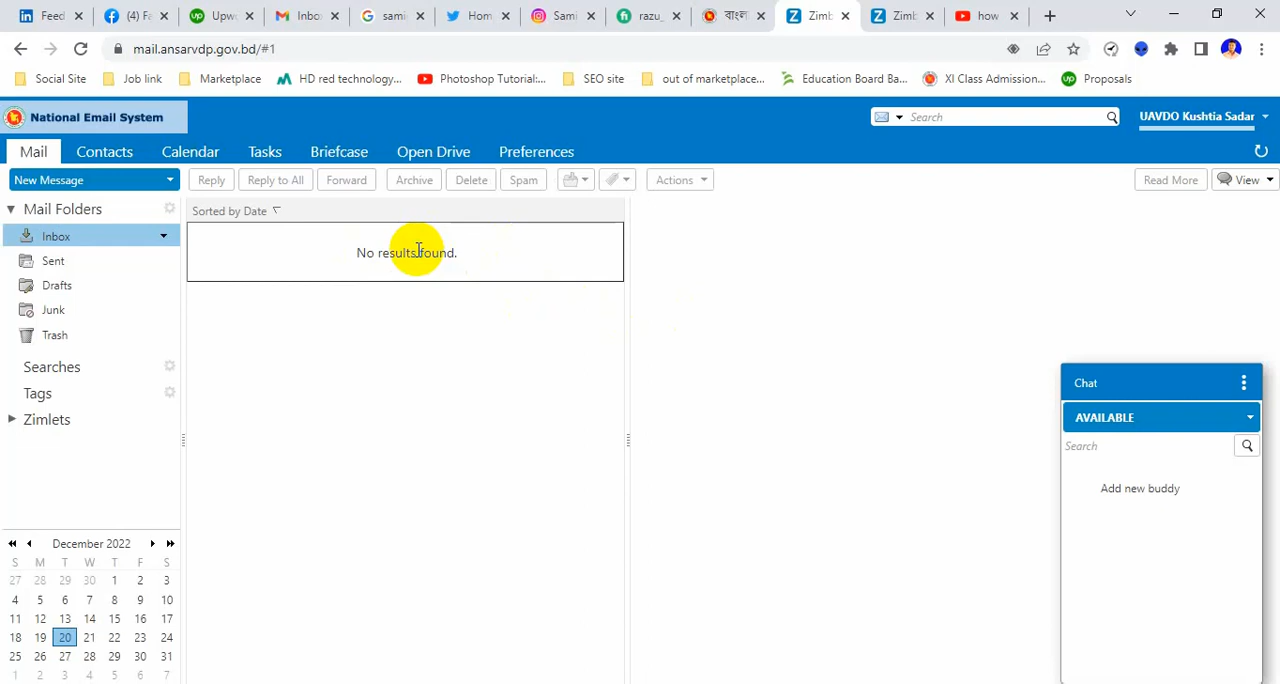 Feed
(4) Fa
Upwo
Inbo
sami
Hom
Sami
razu_
বাংল
Zimb
Zimb
how
mail.ansarvdp.gov.bd/#1
Social Site
Job link
Marketplace
HD red technology...
Photoshop Tutorial:...
SEO site
out of marketplace...
Education Board Ba...
XI Class Admission...
Proposals
National Email System
Search
UAVDO Kushtia Sadar
Mail Contacts Calendar Tasks Briefcase Open Drive Preferences
New Message
Reply Reply to All Forward Archive Delete Spam Actions Read More View
Mail Folders
Sorted by Date
Inbox
No results found.
Sent
Drafts
Junk
Trash
Searches
Tags
Zimlets
Chat
AVAILABLE
Search
Add new buddy
December 2022
S M T W T F S
27 28 29 30 1 2 3
4 5 6 7 8 9 10
11 12 13 14 15 16 17
18 19 20 21 22 23 24
25 26 27 28 29 30 31
1 2 3 4 5 6 7